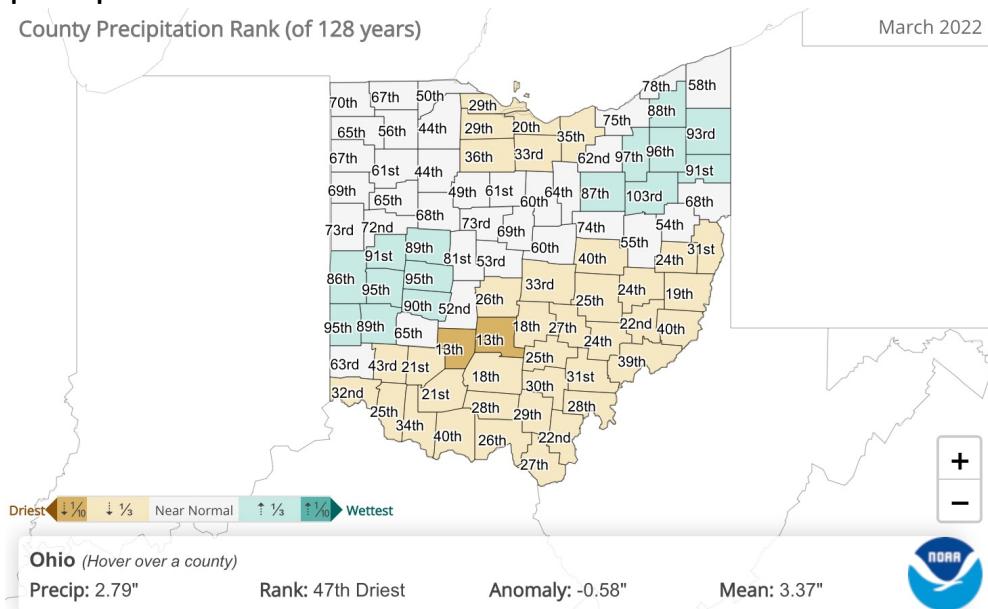 County Precipitation Rank (of 128 years)
March 2022
78th 58th
70th 67th 50th
29th
88th
75th
65th 56th 44th 29th 20th 35th
93rd
67th 36th 33rd 62nd 97th 96th
61st 44th
91st
69th 65th 49th 61st 60th 64th 87th 103rd 68th
68th
73rd 72nd 73rd 69th 74th 54th
91st 89th 81st 53rd 60th 55th 31st
40th 24th
86th 95th 95th 33rd 24th 19th
90th 52nd 26th 25th
95th 89th 65th 18th 27th 22nd 40th
13th 13th 24th
63rd 43rd 21st 25th 39th
18th 31st
32nd 21st 30th
25th 28th 29th 28th
34th 40th 26th 22nd
27th
+
−
Driest ⇣ 1/10 ⇣ 1/3 Near Normal ⇡ 1/3 ⇡ 1/10 Wettest
Ohio (Hover over a county)
Precip: 2.79" Rank: 47th Driest Anomaly: -0.58" Mean: 3.37"
NOAA